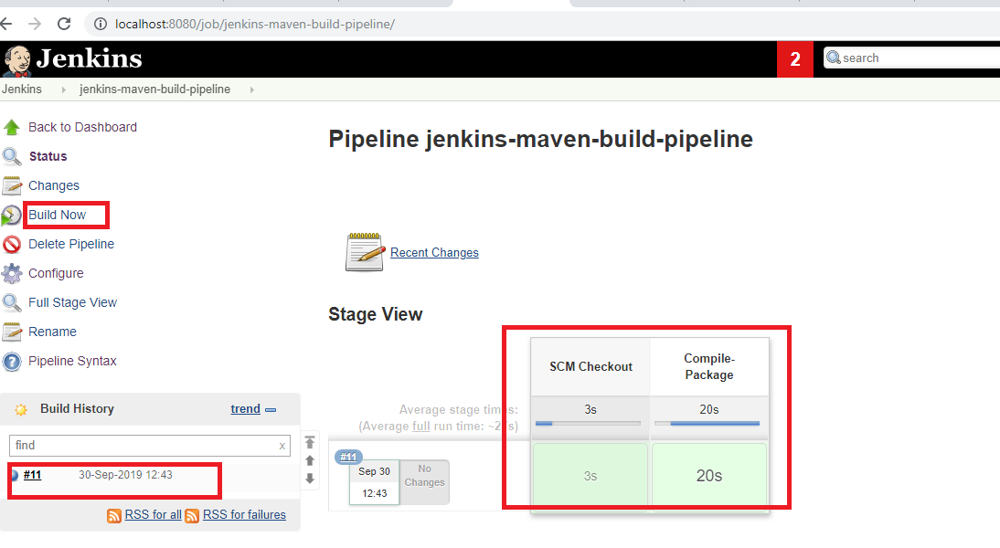 localhost:8080/job/jenkins-maven-build-pipeline/
Jenkins
2
search
Jenkins
jenkins-maven-build-pipeline
Back to Dashboard
Status
Changes
Build Now
Delete Pipeline
Configure
Full Stage View
Rename
Pipeline Syntax
Build History
trend
find
x
#11
30-Sep-2019 12:43
RSS for all
RSS for failures
Pipeline jenkins-maven-build-pipeline
Recent Changes
Stage View
SCM Checkout
Compile-
Package
Average stage times:
3s
20s
(Average full run time:
#11
Sep 30
12:43
No
Changes
3s
20s